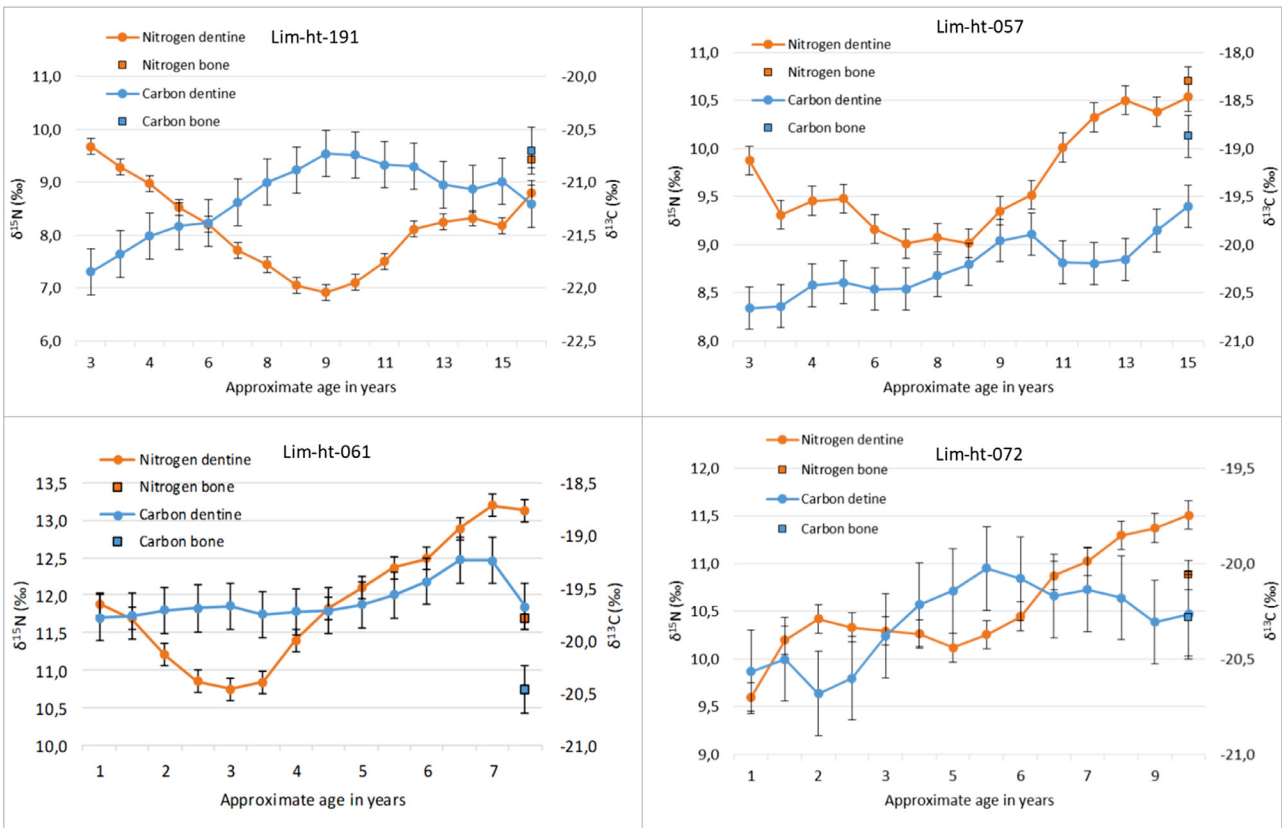 Lim-ht-191
Nitrogen dentine
Nitrogen bone
Carbon dentine
Carbon bone
11,0
10,0
9,0
8,0
7,0
6,0
δ15N (‰)
-20,0
-20,5
-21,0
-21,5
-22,0
-22,5
δ13C (‰)
3 4 6 8 9 11 13 15
Approximate age in years
Lim-ht-057
Nitrogen dentine
Nitrogen bone
Carbon dentine
Carbon bone
11,0
10,5
10,0
9,5
9,0
8,5
8,0
δ15N (‰)
-18,0
-18,5
-19,0
-19,5
-20,0
-20,5
-21,0
δ13C (‰)
3 4 6 8 9 11 13 15
Approximate age in years
Lim-ht-061
Nitrogen dentine
Nitrogen bone
Carbon dentine
Carbon bone
13,5
13,0
12,5
12,0
11,5
11,0
10,5
10,0
δ15N (‰)
-18,5
-19,0
-19,5
-20,0
-20,5
-21,0
δ13C (‰)
1 2 3 4 5 6 7
Approximate age in years
Lim-ht-072
Nitrogen dentine
Nitrogen bone
Carbon detine
Carbon bone
12,0
11,5
11,0
10,5
10,0
9,5
9,0
δ15N (‰)
-19,5
-20,0
-20,5
-21,0
δ13C (‰)
1 2 3 5 6 7 9
Approximate age in years